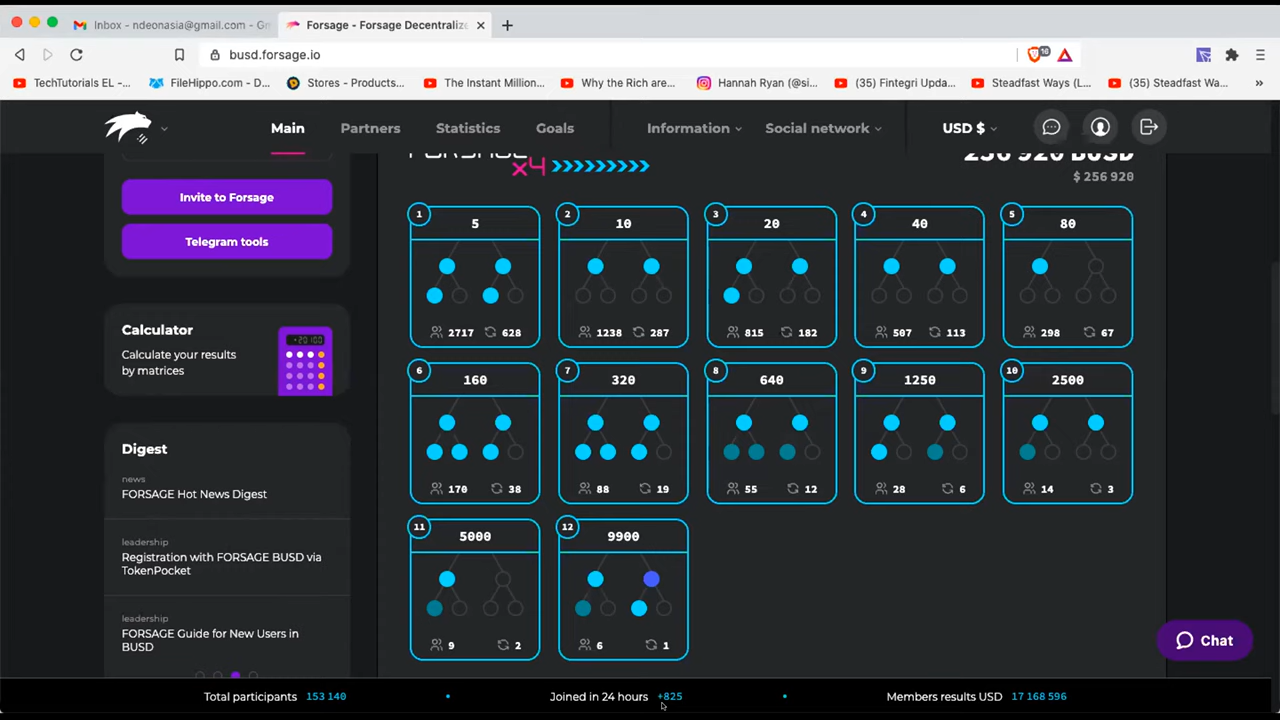 Inbox - ndeonasia@gmail.com - Gm
Forsage - Forsage Decentralize
busd.forsage.io
16
TechTutorials EL -...
FileHippo.com - D...
Stores - Products...
The Instant Million...
Why the Rich are...
Hannah Ryan (@si...
(35) Fintegri Upda...
Steadfast Ways (L...
(35) Steadfast Wa...
Main
Partners
Statistics
Goals
Information
Social network
USD $
FORSAGE
x4
256 920 BUSD
$ 256 920
Invite to Forsage
Telegram tools
Calculator
Calculate your results
by matrices
Digest
news
FORSAGE Hot News Digest
leadership
Registration with FORSAGE BUSD via
TokenPocket
leadership
FORSAGE Guide for New Users in
BUSD
1 5
2717 628
2 10
1238 287
3 20
815 182
4 40
507 113
5 80
298 67
6 160
170 38
7 320
88 19
8 640
55 12
9 1250
28 6
10 2500
14 3
11 5000
9 2
12 9900
6 1
Chat
Total participants 153 140
Joined in 24 hours +825
Members results USD 17 168 596